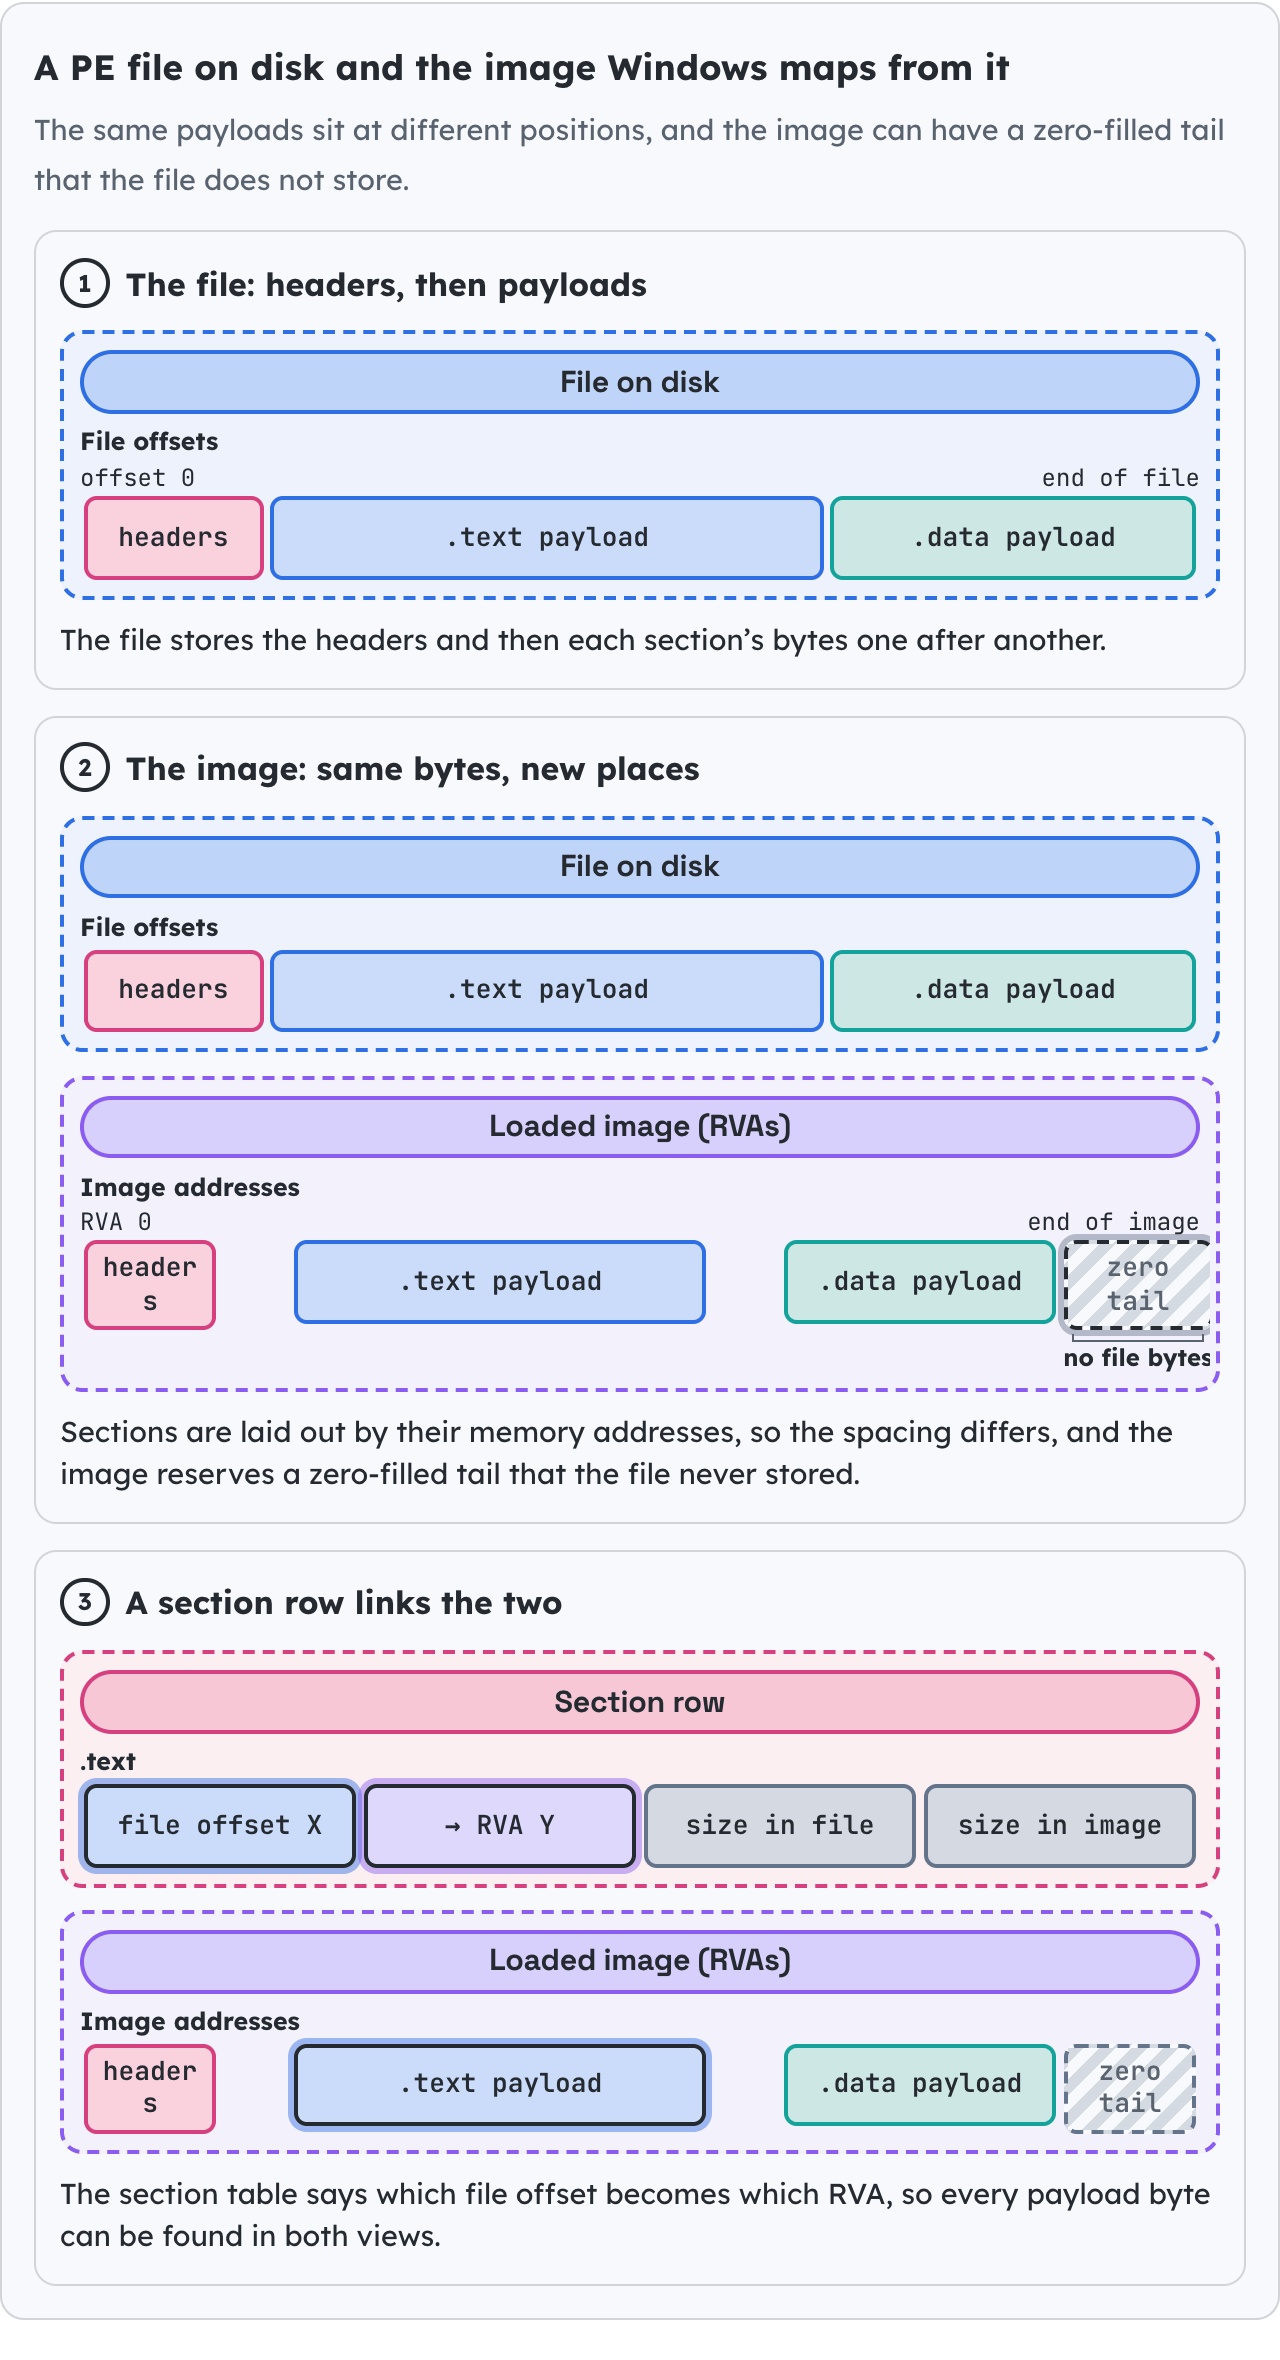 A PE file on disk and the image Windows maps from it
The same payloads sit at different positions, and the image can have a zero-filled tail
that the file does not store.
1 The file: headers, then payloads
File on disk
File offsets
offset 0 end of file
headers .text payload .data payload
The file stores the headers and then each section’s bytes one after another.
2 The image: same bytes, new places
File on disk
File offsets
headers .text payload .data payload
Loaded image (RVAs)
Image addresses
RVA 0 end of image
header
s
.text payload
.data payload
zero
tail
no file bytes
Sections are laid out by their memory addresses, so the spacing differs, and the
image reserves a zero-filled tail that the file never stored.
3 A section row links the two
Section row
.text
file offset X → RVA Y size in file size in image
Loaded image (RVAs)
Image addresses
header
s
.text payload
.data payload
zero
tail
The section table says which file offset becomes which RVA, so every payload byte
can be found in both views.